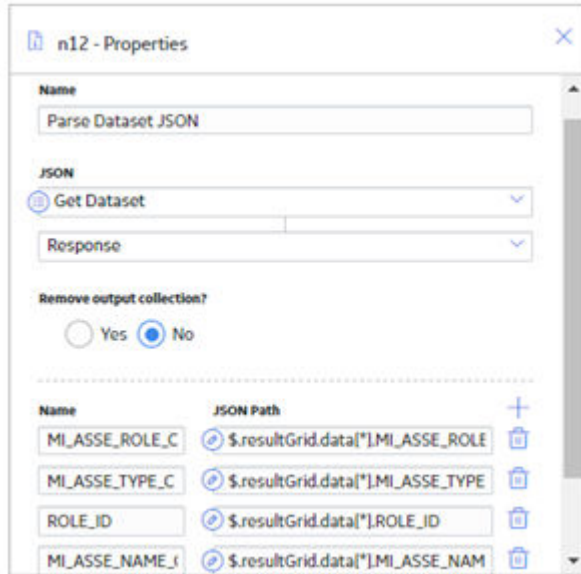 n12 - Properties
Name
Parse Dataset JSON
JSON
Get Dataset
Response
Remove output collection?
Yes No
Name JSON Path
MI_ASSE_ROLE_C $.resultGrid.data[*].MI_ASSE_ROLE
MI_ASSE_TYPE_C $.resultGrid.data[*].MI_ASSE_TYPE
ROLE_ID $.resultGrid.data[*].ROLE_ID
MI_ASSE_NAME_( $.resultGrid.data[*].MI_ASSE_NAM